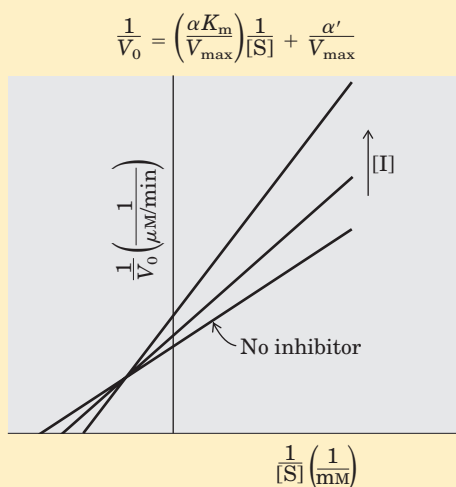 1/V₀ = (αKₘ/Vₘₐₓ) 1/[S] + α′/Vₘₐₓ
1/V₀ (1/μM/min)
[I]
No inhibitor
1/[S] (1/mM)